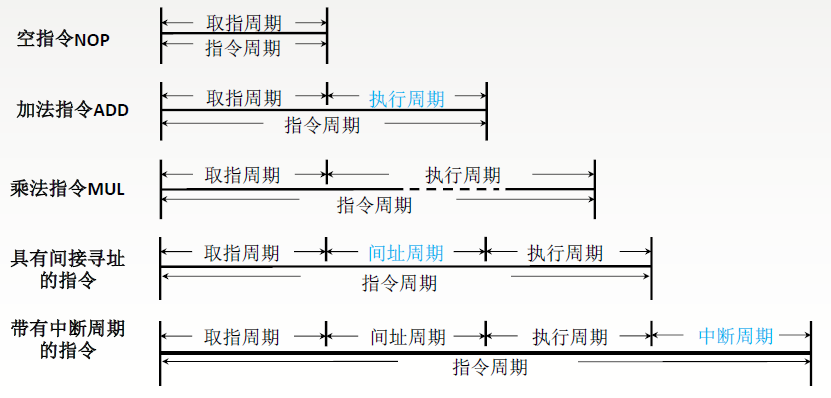 空指令NOP
取指周期
指令周期
加法指令ADD
取指周期 执行周期
指令周期
乘法指令MUL
取指周期 执行周期
指令周期
具有间接寻址
的指令
取指周期 间址周期 执行周期
指令周期
带有中断周期
的指令
取指周期 间址周期 执行周期 中断周期
指令周期